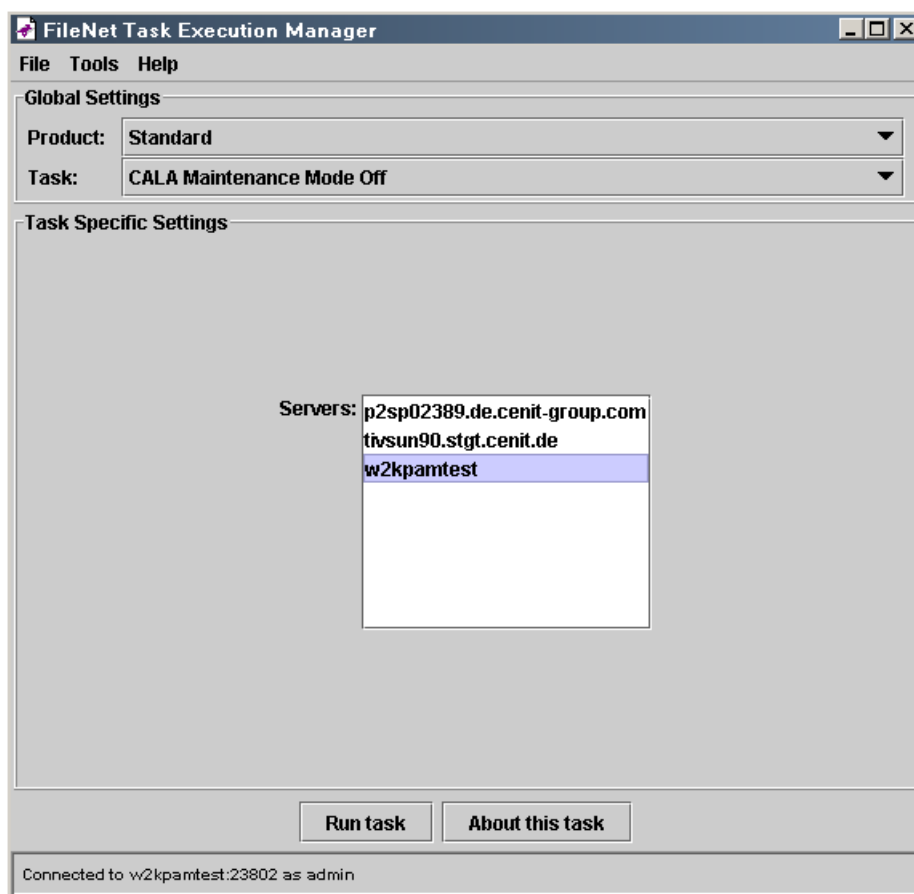 FileNet Task Execution Manager
File Tools Help
Global Settings
Product: Standard
Task: CALA Maintenance Mode Off
Task Specific Settings
Servers: p2sp02389.de.cenit-group.com
tivsun90.stgt.cenit.de
w2kpamtest
Run task About this task
Connected to w2kpamtest:23802 as admin